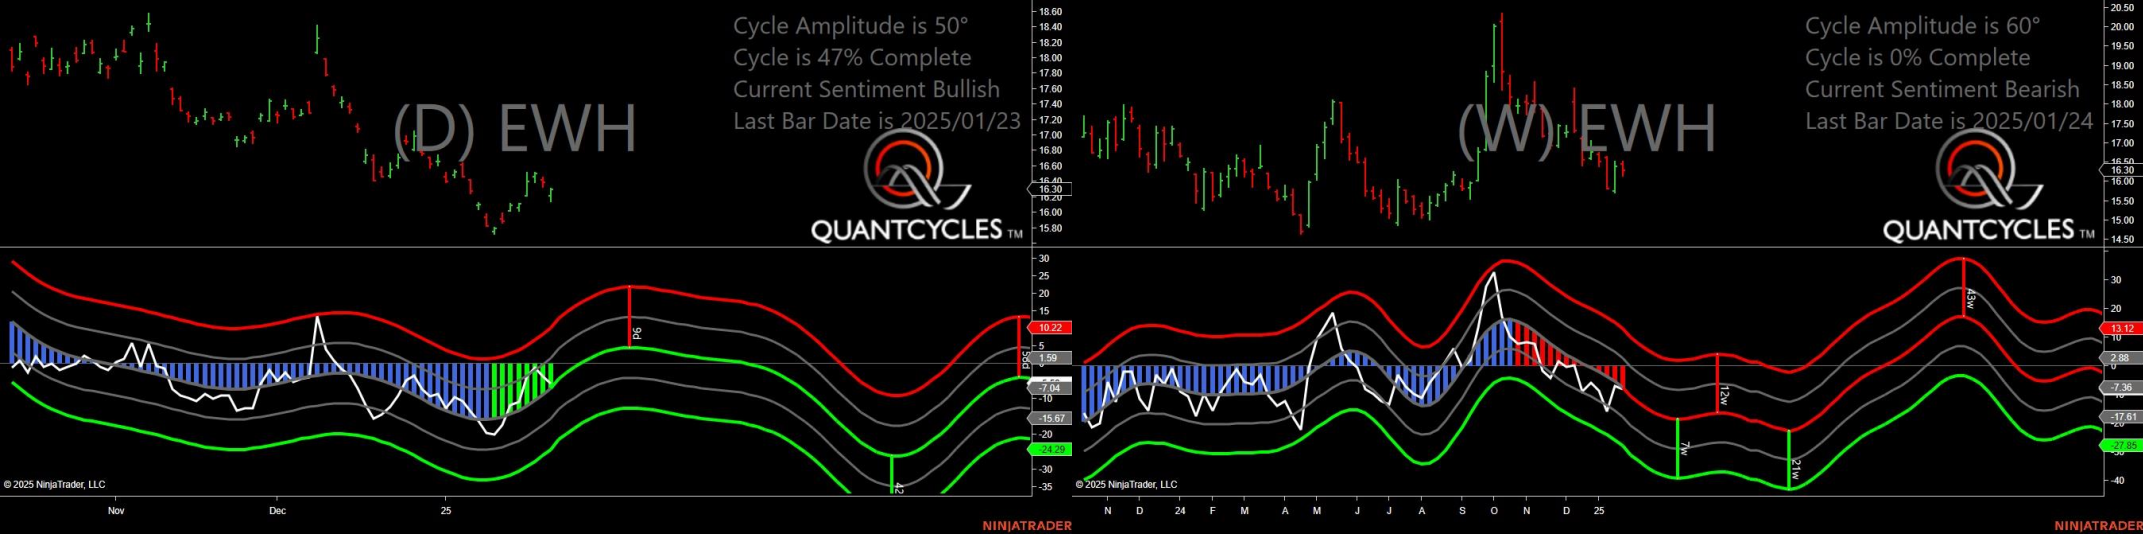 Cycle Amplitude is 50°
Cycle is 47% Complete
Current Sentiment Bullish
Last Bar Date is 2025/01/23
(D) EWH
QUANTCYCLES TM
18.60
18.40
18.20
18.00
17.80
17.60
17.40
17.20
17.00
16.80
16.60
16.40
16.30
16.20
16.00
15.80
30
25
20
15
10.22
5
1.59
0
-7.04
-10
-15.67
-20
-24.29
-30
-35
9d
58d
42
© 2025 NinjaTrader, LLC
Nov
Dec
25
NINJATRADER
Cycle Amplitude is 60°
Cycle is 0% Complete
Current Sentiment Bearish
Last Bar Date is 2025/01/24
(W) EWH
QUANTCYCLES TM
20.50
20.00
19.50
19.00
18.50
18.00
17.50
17.00
16.50
16.30
16.00
15.50
15.00
14.50
30
20
13.12
10
2.88
0
-7.36
-17.61
-27.85
-40
43w
12w
7w
21w
© 2025 NinjaTrader, LLC
N
D
24
F
M
A
M
J
J
A
S
O
N
D
25
NINJATRADER